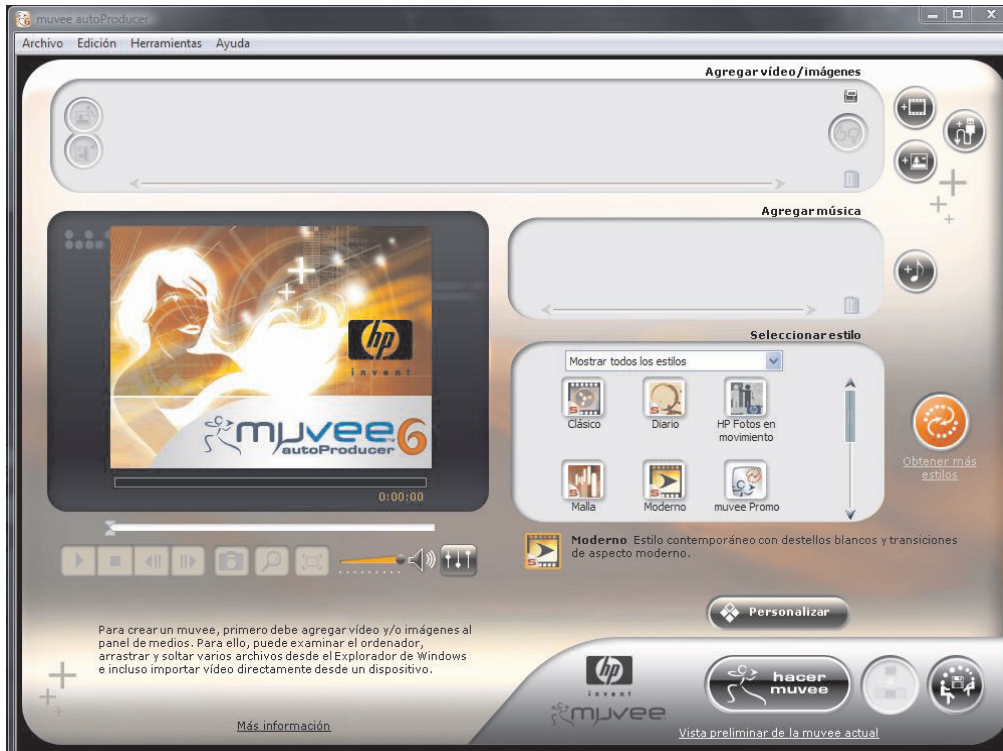 muvee autoProducer
Archivo Edición Herramientas Ayuda
Agregar vídeo/imágenes
Agregar música
Seleccionar estilo
Mostrar todos los estilos
S
Clásico
S
Diario
HP Fotos en
movimiento
S
Malla
S
Moderno
muvee Promo
Obtener más
estilos
hp
invent
muvee 6
autoProducer
0:00:00
S
Moderno Estilo contemporáneo con destellos blancos y transiciones
de aspecto moderno.
Personalizar
Para crear un muvee, primero debe agregar vídeo y/o imágenes al
panel de medios. Para ello, puede examinar el ordenador,
arrastrar y soltar varios archivos desde el Explorador de Windows
e incluso importar vídeo directamente desde un dispositivo.
Más información
hp
invent
muvee
hacer
muvee
Vista preliminar de la muvee actual